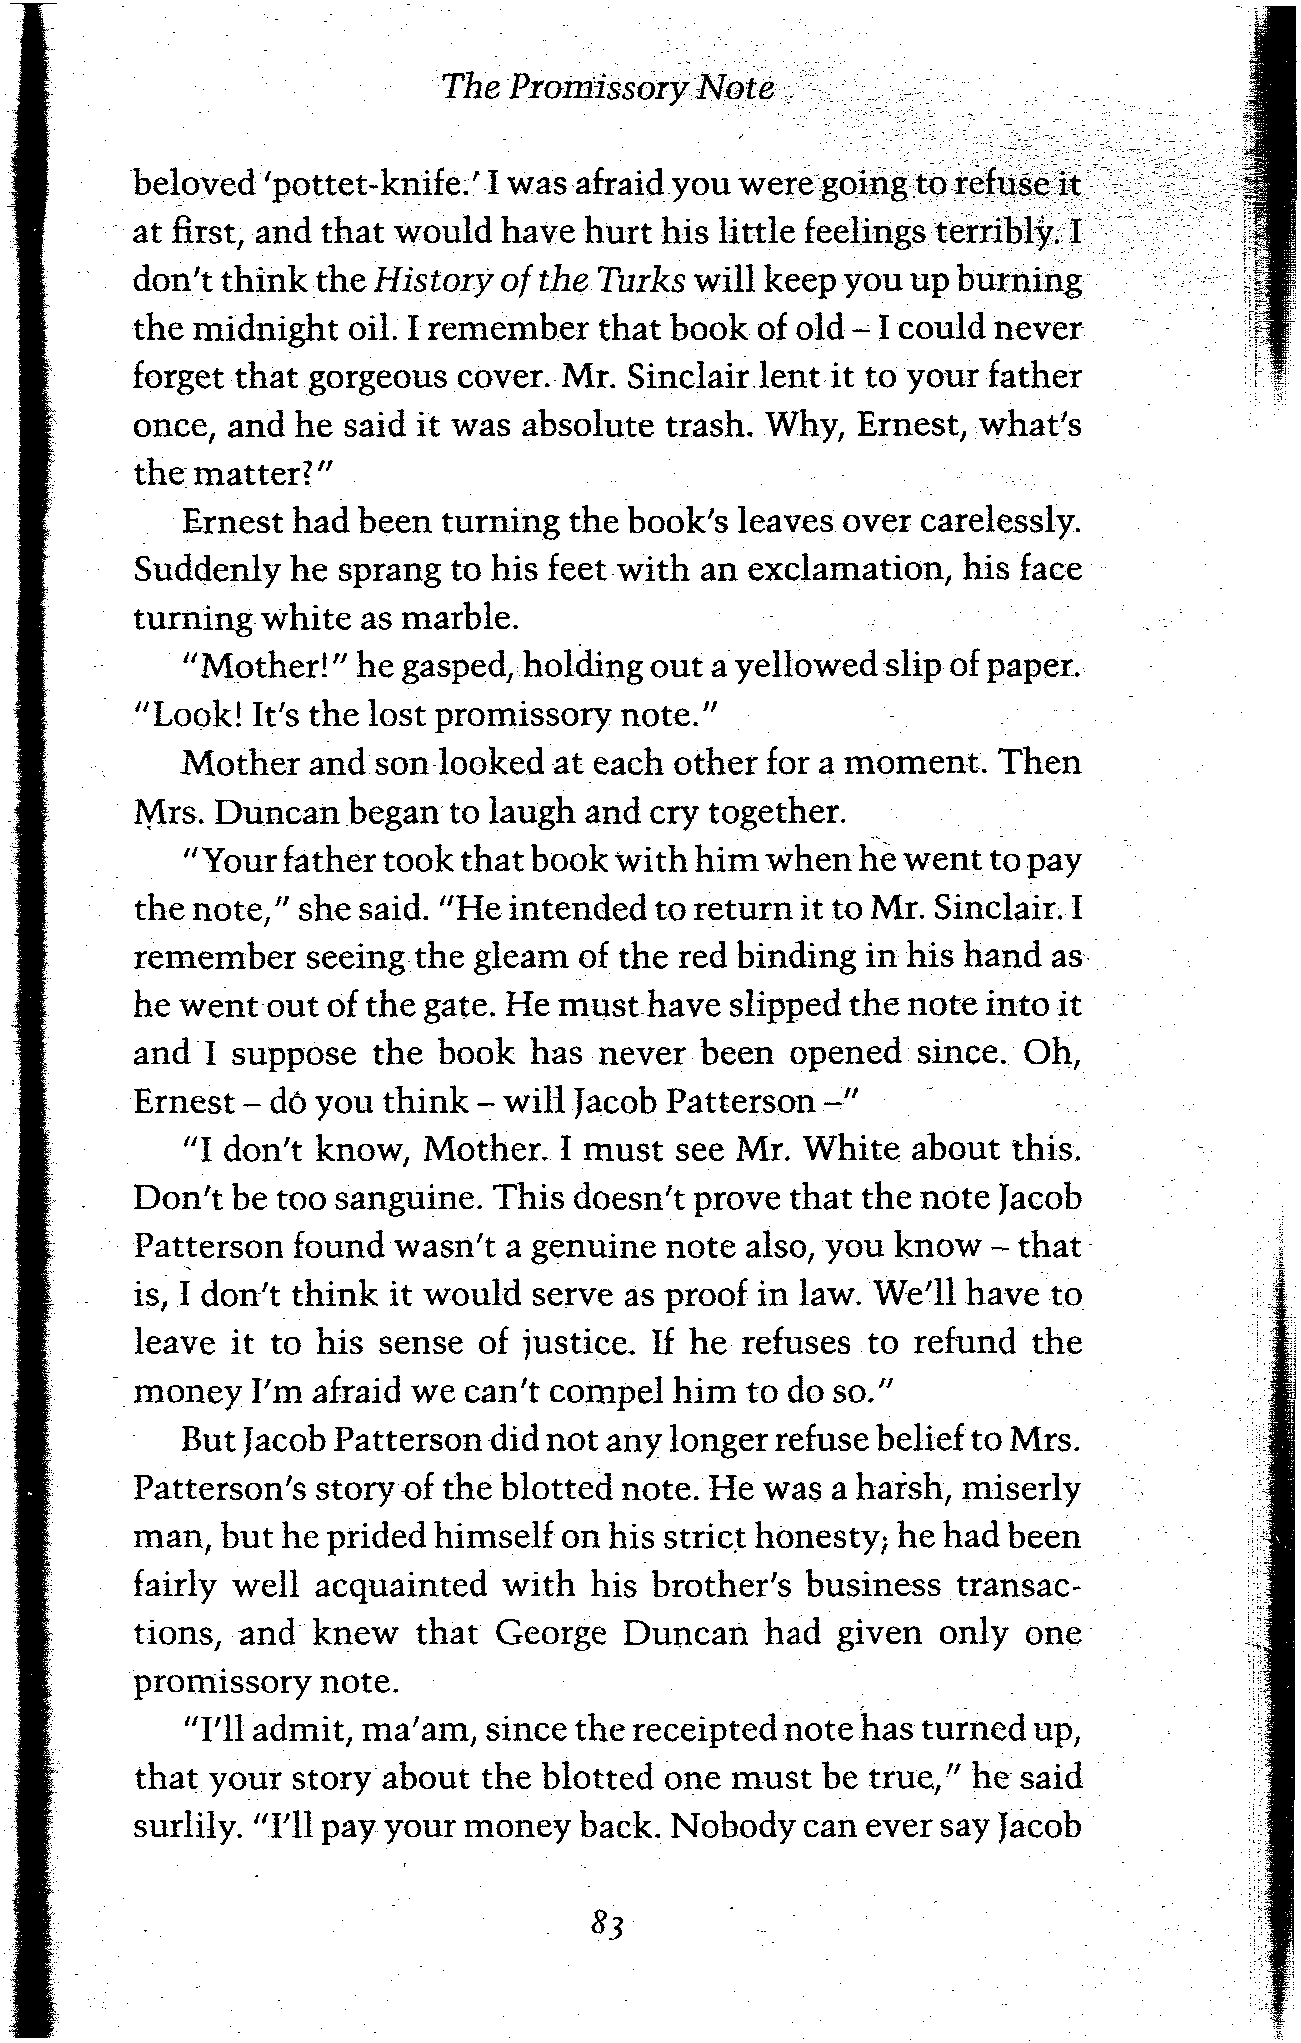 The Promissory Note
beloved 'pottet-knife.' I was afraid you were going to refuse it
at first, and that would have hurt his little feelings terribly. I
don't think the History of the Turks will keep you up burning
the midnight oil. I remember that book of old – I could never
forget that gorgeous cover. Mr. Sinclair lent it to your father
once, and he said it was absolute trash. Why, Ernest, what's
the matter?"
Ernest had been turning the book's leaves over carelessly.
Suddenly he sprang to his feet with an exclamation, his face
turning white as marble.
"Mother!" he gasped, holding out a yellowed slip of paper.
"Look! It's the lost promissory note."
Mother and son looked at each other for a moment. Then
Mrs. Duncan began to laugh and cry together.
"Your father took that book with him when he went to pay
the note," she said. "He intended to return it to Mr. Sinclair. I
remember seeing the gleam of the red binding in his hand as
he went out of the gate. He must have slipped the note into it
and I suppose the book has never been opened since. Oh,
Ernest – do you think – will Jacob Patterson –"
"I don't know, Mother. I must see Mr. White about this.
Don't be too sanguine. This doesn't prove that the note Jacob
Patterson found wasn't a genuine note also, you know – that
is, I don't think it would serve as proof in law. We'll have to
leave it to his sense of justice. If he refuses to refund the
money I'm afraid we can't compel him to do so."
But Jacob Patterson did not any longer refuse belief to Mrs.
Patterson's story of the blotted note. He was a harsh, miserly
man, but he prided himself on his strict honesty; he had been
fairly well acquainted with his brother's business transac-
tions, and knew that George Duncan had given only one
promissory note.
"I'll admit, ma'am, since the receipted note has turned up,
that your story about the blotted one must be true," he said
surlily. "I'll pay your money back. Nobody can ever say Jacob
83